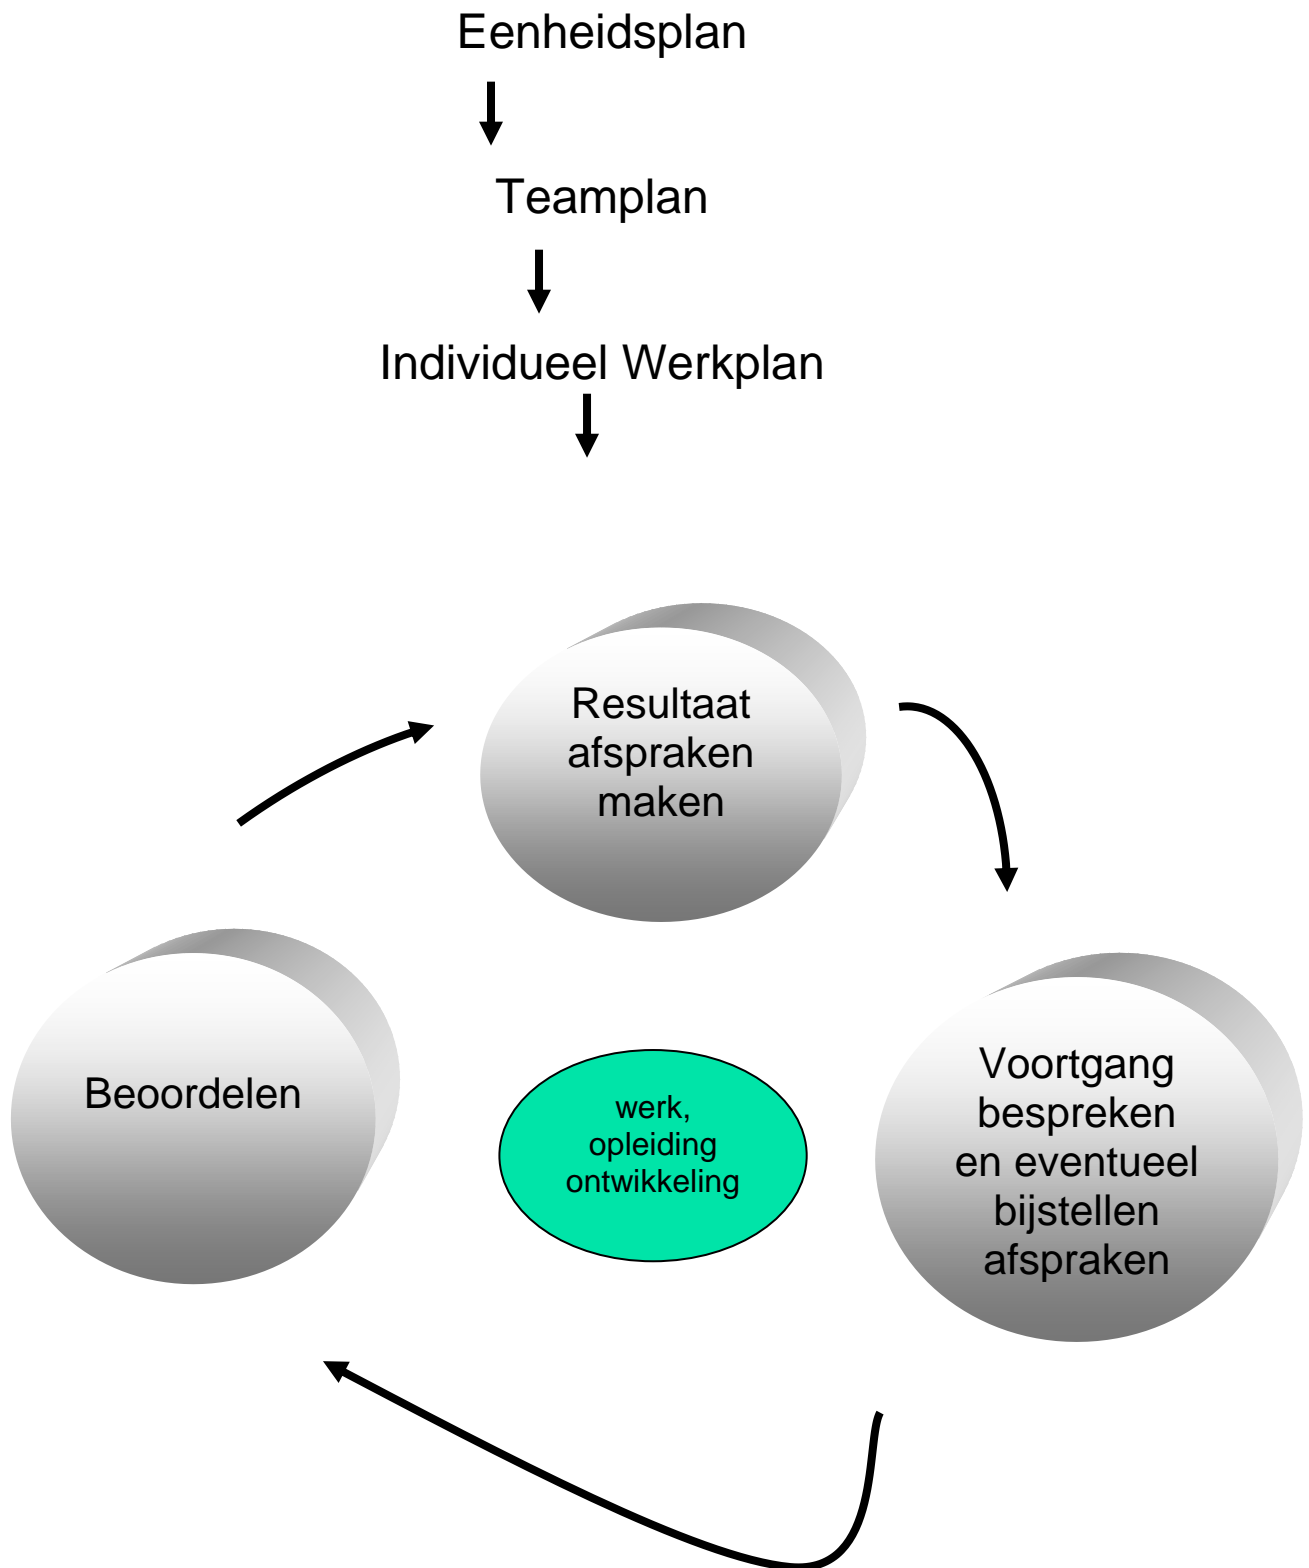 Eenheidsplan
Teamplan
Individueel Werkplan
Resultaat
afspraken
maken
Beoordelen
werk,
opleiding
ontwikkeling
Voortgang
bespreken
en eventueel
bijstellen
afspraken